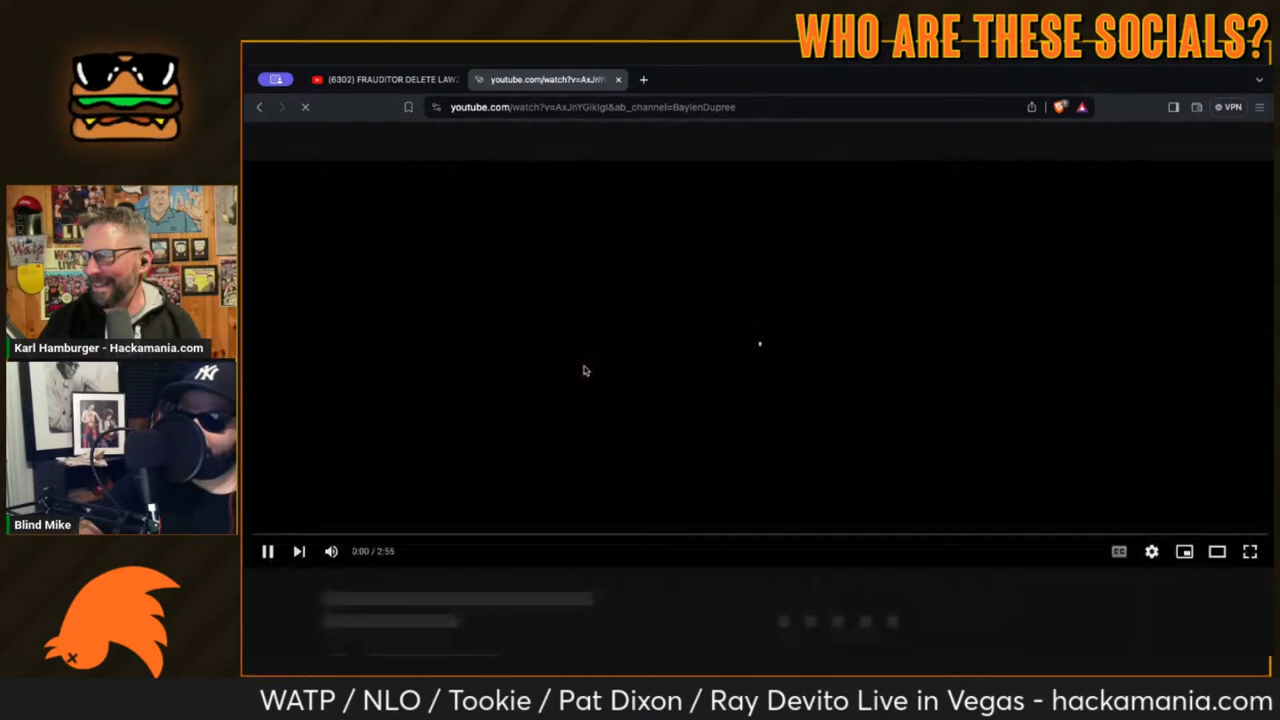 WHO ARE THESE SOCIALS?
(6302) FRAUDITOR DELETE LAWZ
youtube.com/watch?v=AxJnY
youtube.com/watch?v=AxJnYGikIgI&ab_channel=BaylenDupree
VPN
Karl Hamburger - Hackamania.com
Blind Mike
0:00 / 2:55
CC
WATP / NLO / Tookie / Pat Dixon / Ray Devito Live in Vegas - hackamania.com